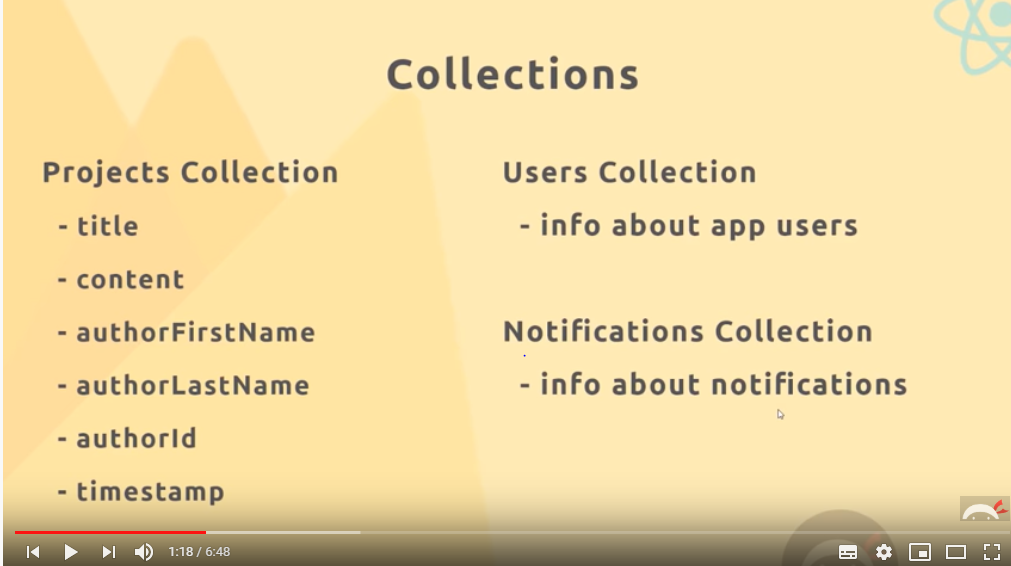 Collections
Projects Collection
- title
- content
- authorFirstName
- authorLastName
- authorId
- timestamp
Users Collection
- info about app users
Notifications Collection
- info about notifications
1:18 / 6:48